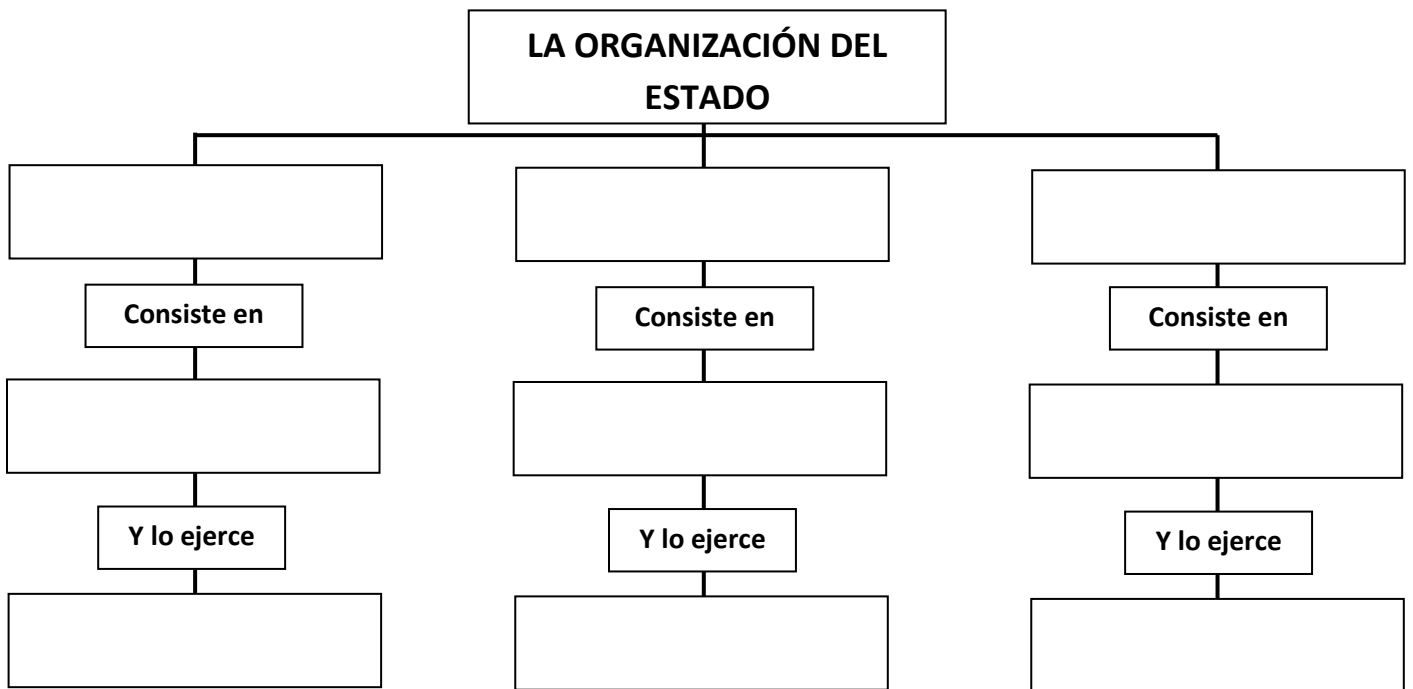 LA ORGANIZACIÓN DEL
ESTADO
Consiste en
Consiste en
Consiste en
Y lo ejerce
Y lo ejerce
Y lo ejerce